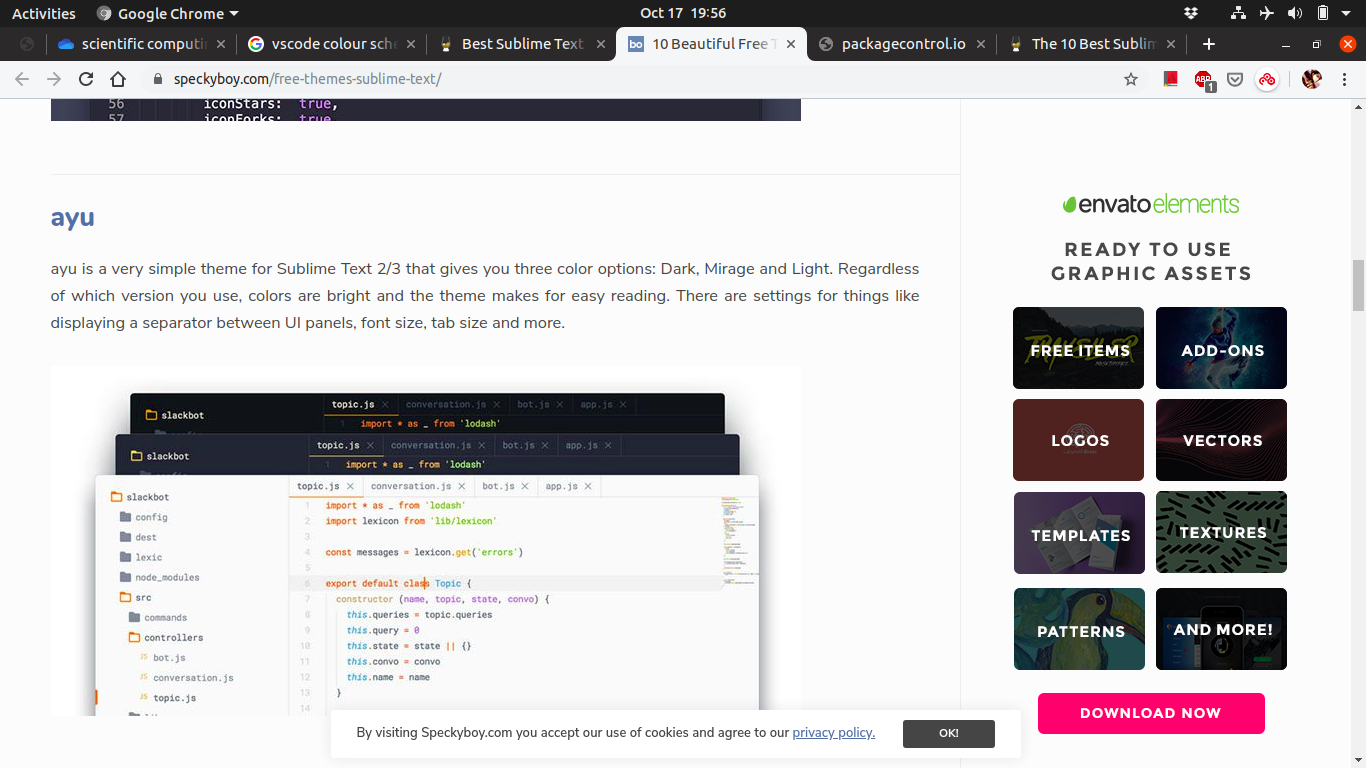 Activities
Google Chrome
Oct 17 19:56
scientific computin
vscode colour sche
Best Sublime Text
10 Beautiful Free T
packagecontrol.io
The 10 Best Sublim
speckyboy.com/free-themes-sublime-text/
ABP
1
56 iconStars: true,
57 iconForks: true,
ayu
ayu is a very simple theme for Sublime Text 2/3 that gives you three color options: Dark, Mirage and Light. Regardless
of which version you use, colors are bright and the theme makes for easy reading. There are settings for things like
displaying a separator between UI panels, font size, tab size and more.
slackbot
topic.js conversation.js bot.js app.js
1 import * as _ from 'lodash'
slackbot
config
topic.js conversation.js bot.js app.js
1 import * as _ from 'lodash'
slackbot
config
dest
lexic
node_modules
src
commands
controllers
JS bot.js
JS conversation.js
JS topic.js
topic.js conversation.js bot.js app.js
1 import * as _ from 'lodash'
2 import lexicon from 'lib/lexicon'
3
4 const messages = lexicon.get('errors')
5
6 export default class Topic {
7 constructor (name, topic, state, convo) {
8 this.queries = topic.queries
9 this.query = 0
10 this.state = state || {}
11 this.convo = convo
12 this.name = name
13 }
14
envato elements
READY TO USE
GRAPHIC ASSETS
FREE ITEMS
ADD-ONS
LOGOS
VECTORS
TEMPLATES
TEXTURES
PATTERNS
AND MORE!
DOWNLOAD NOW
By visiting Speckyboy.com you accept our use of cookies and agree to our privacy policy.
OK!